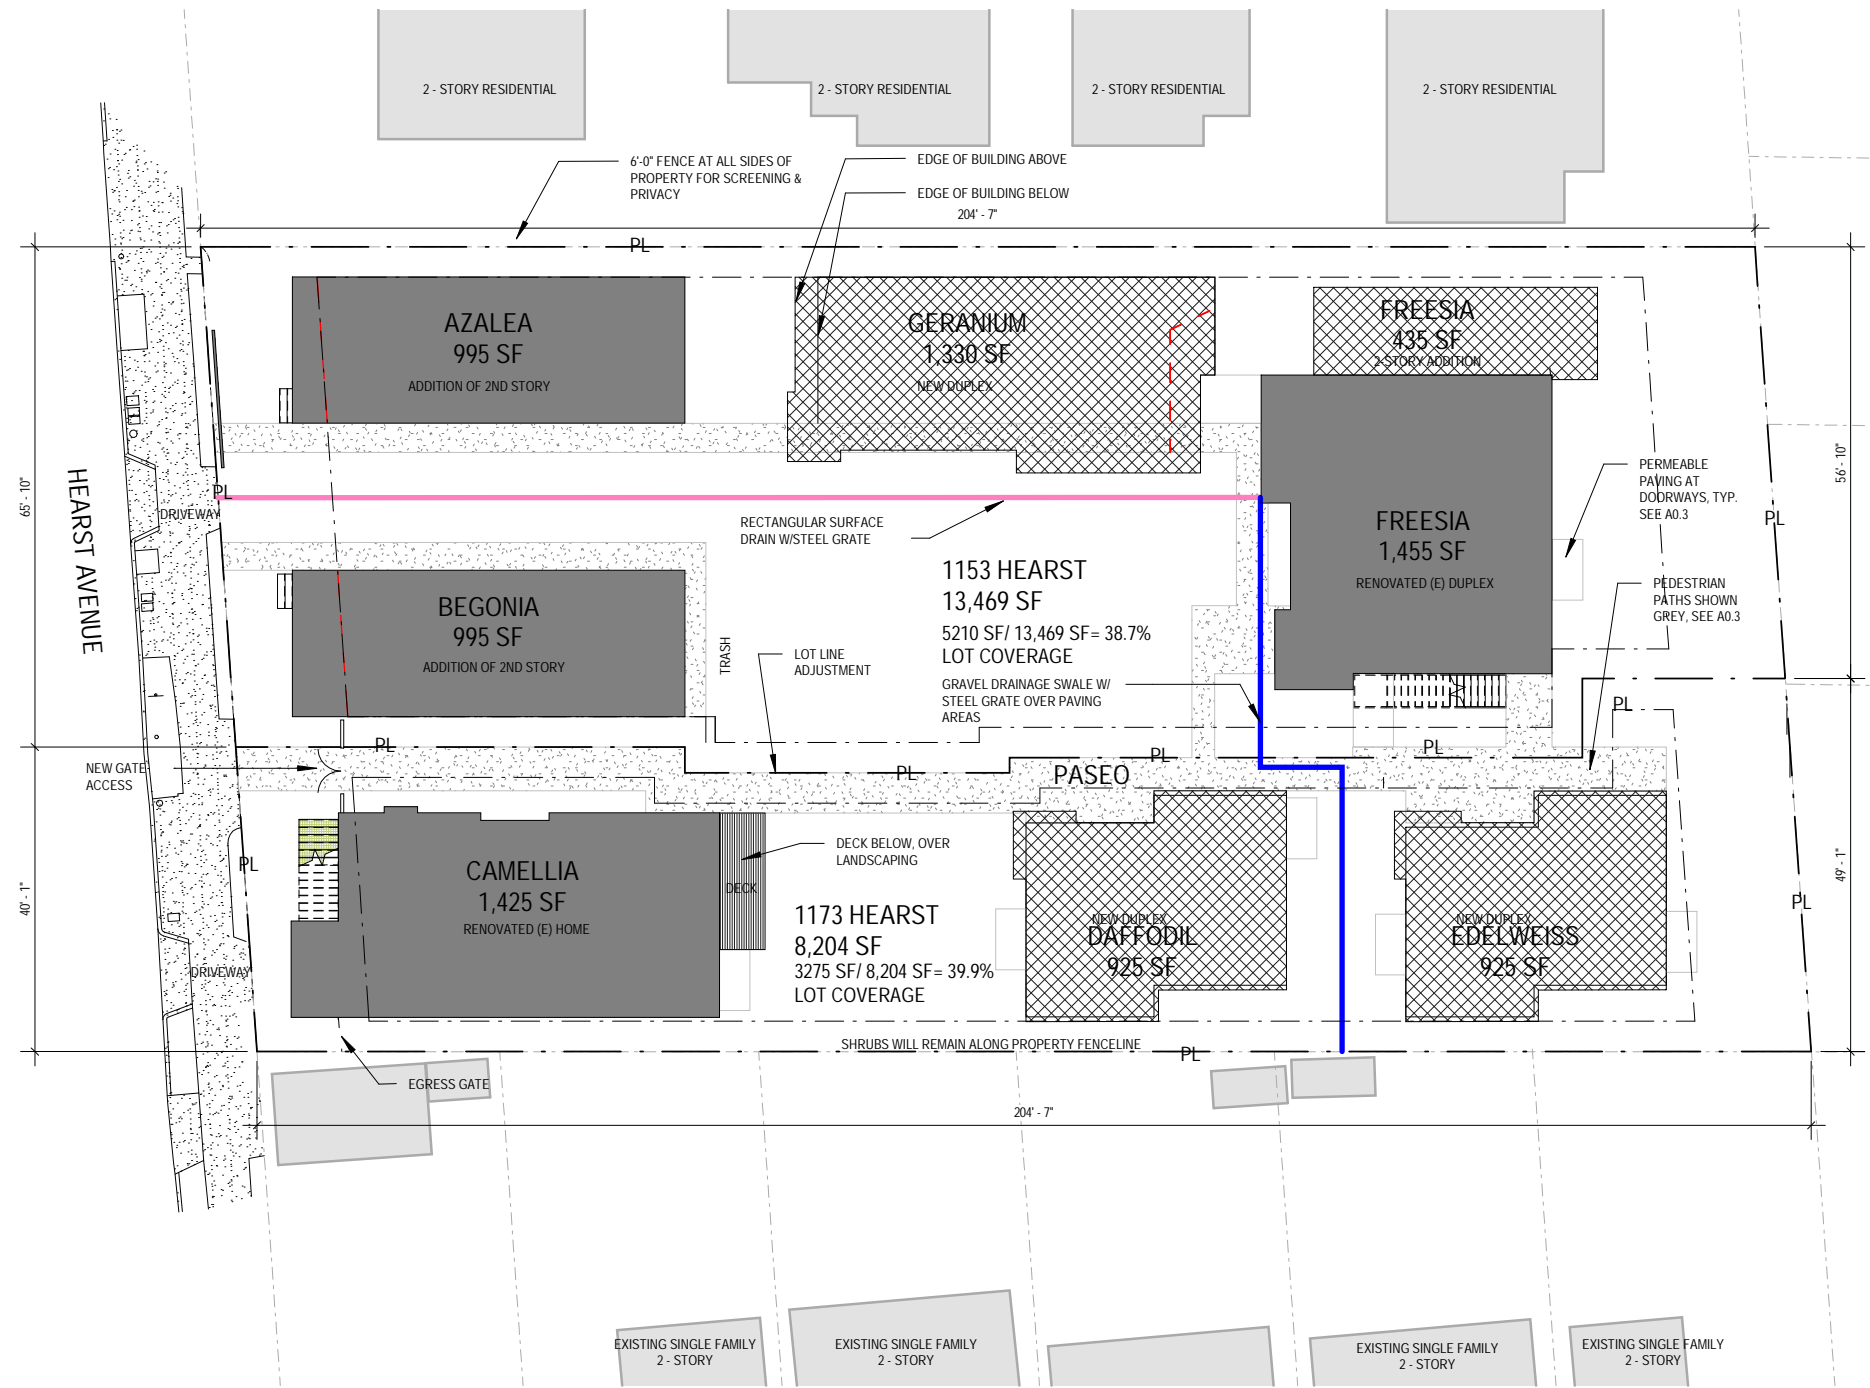 2 - STORY RESIDENTIAL
2 - STORY RESIDENTIAL
2 - STORY RESIDENTIAL
2 - STORY RESIDENTIAL
6'-0" FENCE AT ALL SIDES OF
PROPERTY FOR SCREENING &
PRIVACY
EDGE OF BUILDING ABOVE
EDGE OF BUILDING BELOW
204' - 7"
PL
AZALEA
995 SF
ADDITION OF 2ND STORY
GERANIUM
1,330 SF
NEW DUPLEX
FREESIA
435 SF
2-STORY ADDITION
65' - 10"
HEARST AVENUE
PL
DRIVEWAY
RECTANGULAR SURFACE
DRAIN W/STEEL GRATE
FREESIA
1,455 SF
RENOVATED (E) DUPLEX
PERMEABLE
PAVING AT
DOORWAYS, TYP.
SEE A0.3
PL
56' - 10"
BEGONIA
995 SF
ADDITION OF 2ND STORY
TRASH
1153 HEARST
13,469 SF
5210 SF/ 13,469 SF= 38.7%
LOT COVERAGE
LOT LINE
ADJUSTMENT
GRAVEL DRAINAGE SWALE W/
STEEL GRATE OVER PAVING
AREAS
PEDESTRIAN
PATHS SHOWN
GREY, SEE A0.3
PL
PL
PL
PL
PL
PASEO
NEW GATE
ACCESS
40' - 1"
PL
CAMELLIA
1,425 SF
RENOVATED (E) HOME
DECK
DECK BELOW, OVER
LANDSCAPING
1173 HEARST
8,204 SF
3275 SF/ 8,204 SF= 39.9%
LOT COVERAGE
NEW DUPLEX
DAFFODIL
925 SF
NEW DUPLEX
EDELWEISS
925 SF
PL
49' - 1"
DRIVEWAY
SHRUBS WILL REMAIN ALONG PROPERTY FENCELINE
PL
EGRESS GATE
204' - 7"
EXISTING SINGLE FAMILY
2 - STORY
EXISTING SINGLE FAMILY
2 - STORY
EXISTING SINGLE FAMILY
2 - STORY
EXISTING SINGLE FAMILY
2 - STORY